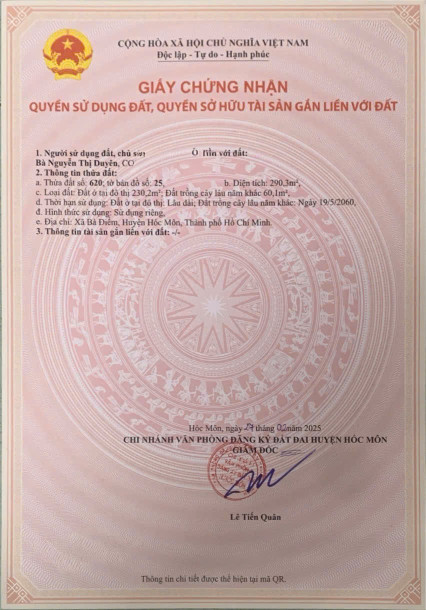 CỘNG HÒA XÃ HỘI CHỦ NGHĨA VIỆT NAM
Độc lập - Tự do - Hạnh phúc
GIẤY CHỨNG NHẬN
QUYỀN SỬ DỤNG ĐẤT, QUYỀN SỞ HỮU TÀI SẢN GẮN LIỀN VỚI ĐẤT
1. Người sử dụng đất, chủ liền với đất:
Bà Nguyễn Thị Duyên,
2. Thông tin thửa đất:
a. Thửa đất số: 620; tờ bản đồ số: 25, b. Diện tích: 290,3m²,
c. Loại đất: Đất ở tại đô thị 230,2m²; Đất trồng cây lâu năm khác 60,1m²,
d. Thời hạn sử dụng: Đất ở tại đô thị: Lâu dài; Đất trồng cây lâu năm khác: Ngày 19/5/2060,
đ. Hình thức sử dụng: Sử dụng riêng,
e. Địa chỉ: Xã Bà Điểm, Huyện Hóc Môn, Thành phố Hồ Chí Minh.
3. Thông tin tài sản gắn liền với đất: -/-
Hóc Môn, ngày tháng năm 2025
CHI NHÁNH VĂN PHÒNG ĐĂNG KÝ ĐẤT ĐAI HUYỆN HÓC MÔN
GIÁM ĐỐC
Lê Tiến Quân
Thông tin chi tiết được thể hiện tại mã QR.